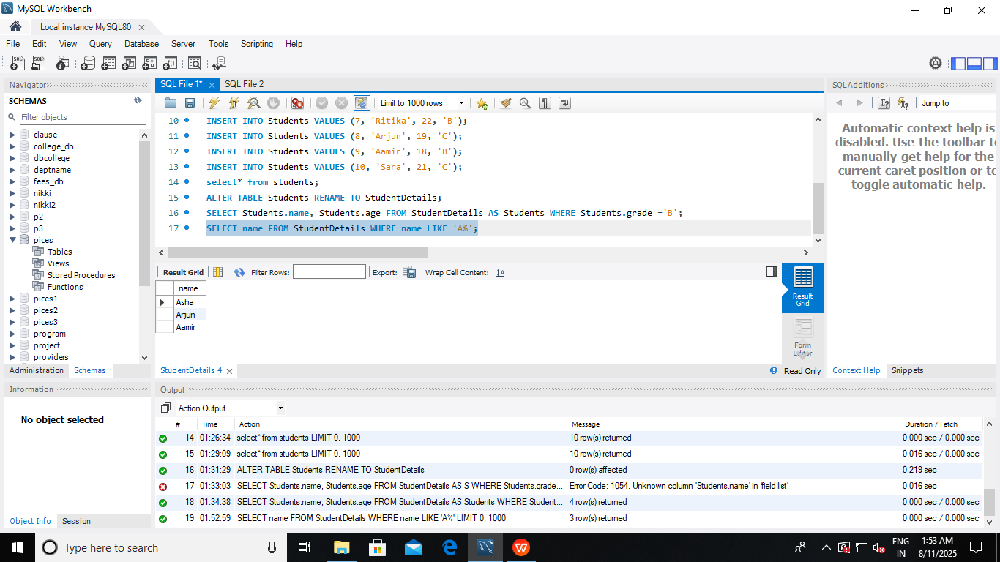 MySQL Workbench
Local instance MySQL80
File Edit View Query Database Server Tools Scripting Help
Navigator
SCHEMAS
Filter objects
clause
college_db
dbcollege
deptname
fees_db
nikki
nikki2
p2
p3
pices
Tables
Views
Stored Procedures
Functions
pices1
pices2
pices3
program
project
providers
Administration Schemas
Information
No object selected
Object Info Session
SQL File 1* SQL File 2
Limit to 1000 rows
10 INSERT INTO Students VALUES (7, 'Ritika', 22, 'B');
11 INSERT INTO Students VALUES (8, 'Arjun', 19, 'C');
12 INSERT INTO Students VALUES (9, 'Aamir', 18, 'B');
13 INSERT INTO Students VALUES (10, 'Sara', 21, 'C');
14 select* from students;
15 ALTER TABLE Students RENAME TO StudentDetails;
16 SELECT Students.name, Students.age FROM StudentDetails AS Students WHERE Students.grade ='B';
17 SELECT name FROM StudentDetails WHERE name LIKE 'A%';
Result Grid Filter Rows: Export: Wrap Cell Content:
name
Asha
Arjun
Aamir
Result
Grid
Form
Editor
StudentDetails 4
Read Only
SQLAdditions
Jump to
Automatic context help is
disabled. Use the toolbar to
manually get help for the
current caret position or to
toggle automatic help.
Context Help Snippets
Output
Action Output
# Time Action Message Duration / Fetch
14 01:26:34 select* from students LIMIT 0, 1000 10 row(s) returned 0.000 sec / 0.000 sec
15 01:29:09 select* from students LIMIT 0, 1000 10 row(s) returned 0.016 sec / 0.000 sec
16 01:31:29 ALTER TABLE Students RENAME TO StudentDetails 0 row(s) affected 0.219 sec
17 01:33:03 SELECT Students.name, Students.age FROM StudentDetails AS S WHERE Students.grade... Error Code: 1054. Unknown column 'Students.name' in 'field list' 0.016 sec
18 01:34:38 SELECT Students.name, Students.age FROM StudentDetails AS Students WHERE Student... 4 row(s) returned 0.000 sec / 0.000 sec
19 01:52:59 SELECT name FROM StudentDetails WHERE name LIKE 'A%' LIMIT 0, 1000 3 row(s) returned 0.000 sec / 0.000 sec
Type here to search
ENG
IN
1:53 AM
8/11/2025